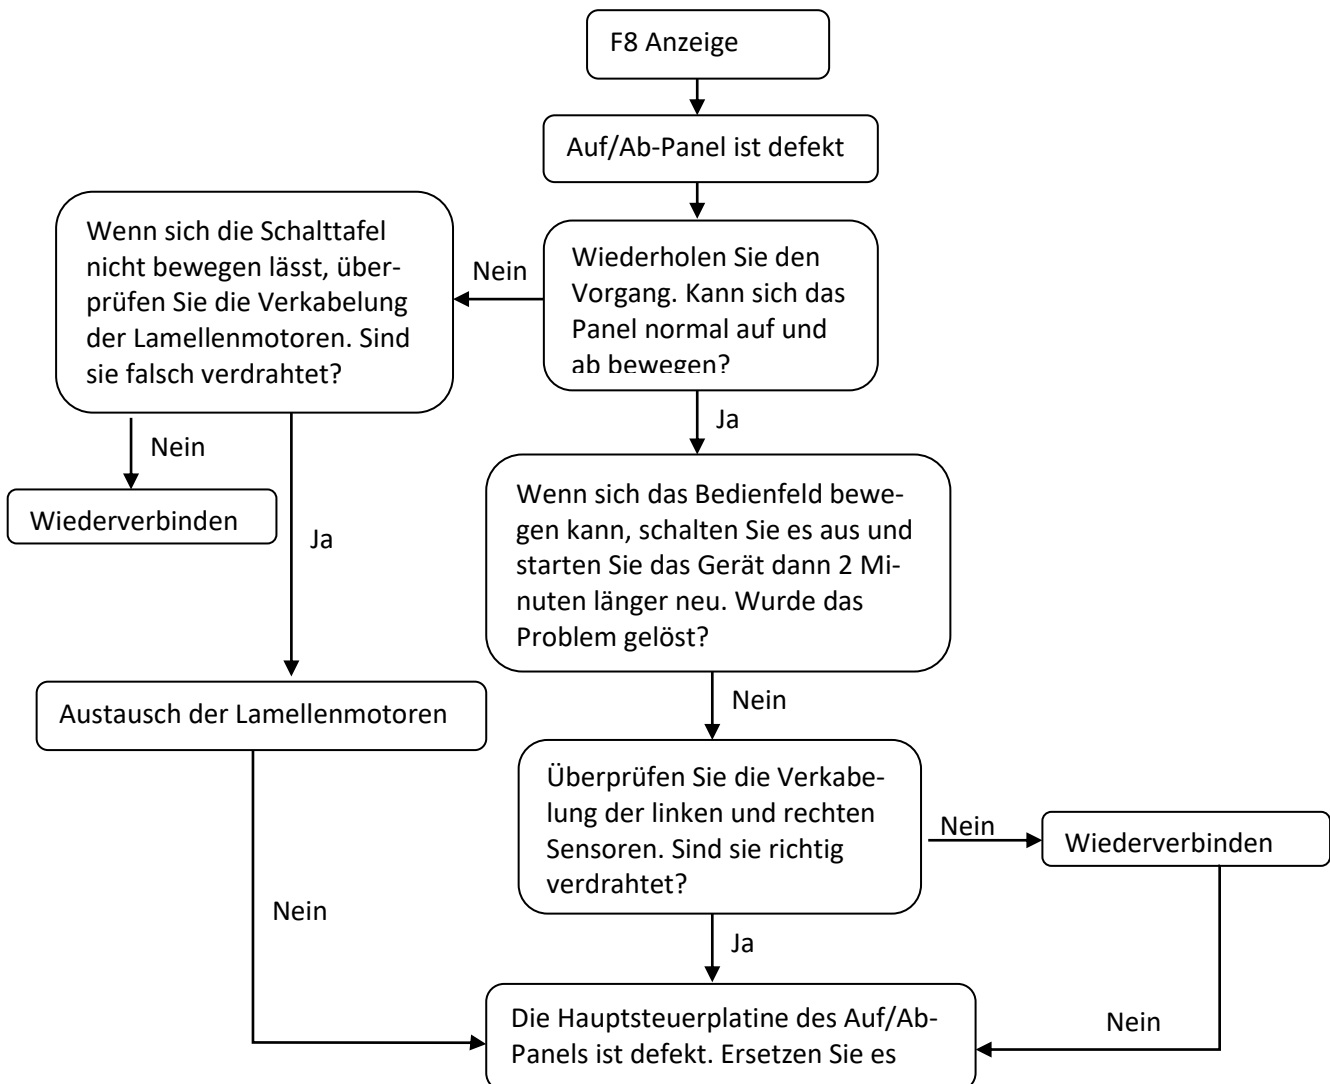 F8 Anzeige
Auf/Ab-Panel ist defekt
Wenn sich die Schalttafel
nicht bewegen lässt, über-
prüfen Sie die Verkabelung
der Lamellenmotoren. Sind
sie falsch verdrahtet?
Nein
Wiederholen Sie den
Vorgang. Kann sich das
Panel normal auf und
ab bewegen?
Ja
Nein
Wiederverbinden
Ja
Wenn sich das Bedienfeld bewe-
gen kann, schalten Sie es aus und
starten Sie das Gerät dann 2 Mi-
nuten länger neu. Wurde das
Problem gelöst?
Austausch der Lamellenmotoren
Nein
Überprüfen Sie die Verkabe-
lung der linken und rechten
Sensoren. Sind sie richtig
verdrahtet?
Nein
Wiederverbinden
Nein
Ja
Die Hauptsteuerplatine des Auf/Ab-
Panels ist defekt. Ersetzen Sie es
Nein